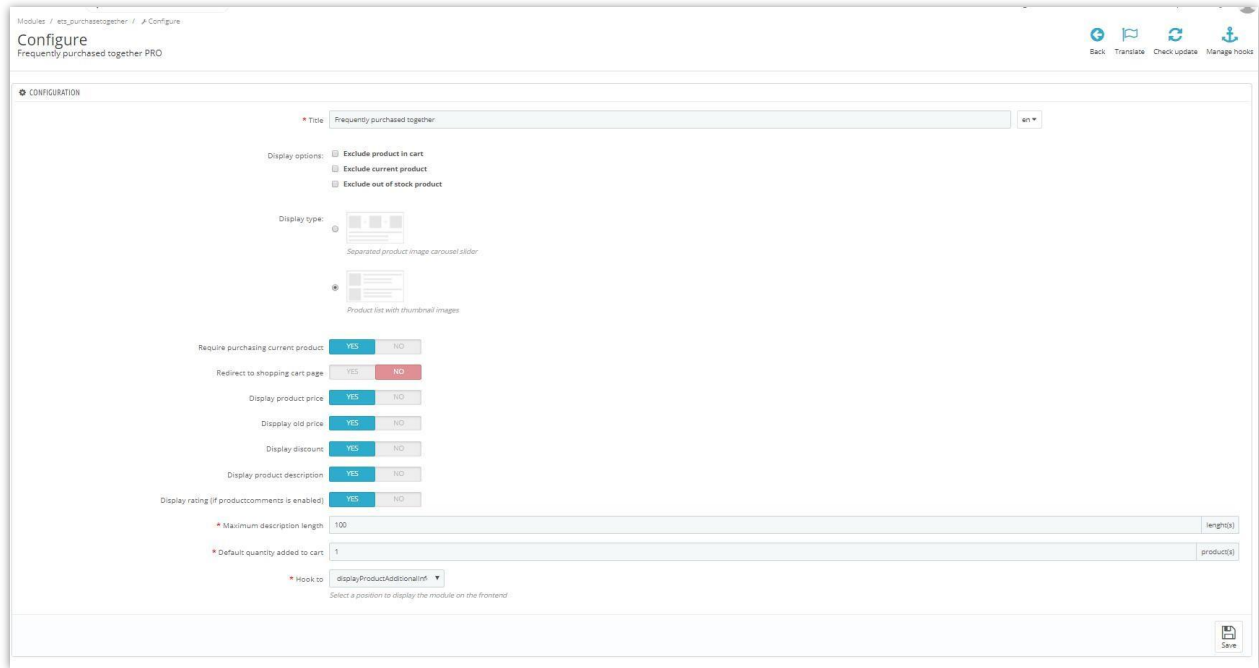 Modules / ets_purchasetogether / Configure
Configure
Frequently purchased together PRO
Back Translate Check update Manage hooks
CONFIGURATION
* Title Frequently purchased together en
Display options: Exclude product in cart
Exclude current product
Exclude out of stock product
Display type:
Separated product image carousel slider
Product list with thumbnail images
Require purchasing current product YES NO
Redirect to shopping cart page YES NO
Display product price YES NO
Dispplay old price YES NO
Display discount YES NO
Display product description YES NO
Display rating (if productcomments is enabled) YES NO
* Maximum description length 100 lenght(s)
* Default quantity added to cart 1 product(s)
* Hook to displayProductAdditionalInf
Select a position to display the module on the frontend
Save